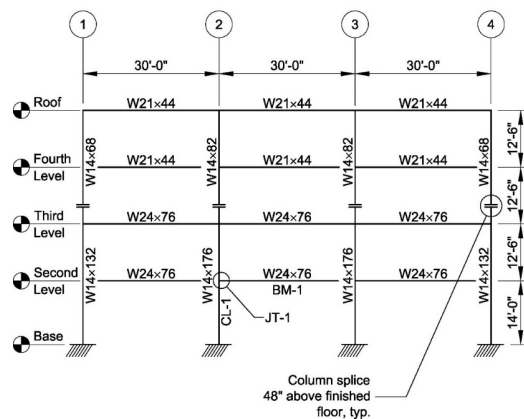 1 2 3 4
30'-0" 30'-0" 30'-0"
Roof
W21×44 W21×44 W21×44
W14×68 W14×82 W14×82 W14×68
12'-6"
Fourth
Level
W21×44 W21×44 W21×44
12'-6"
Third
Level
W24×76 W24×76 W24×76
W14×132 W14×176 W14×176 W14×132
12'-6"
Second
Level
W24×76 W24×76 W24×76
BM-1
CL-1
JT-1
14'-0"
Base
Column splice
48" above finished
floor, typ.